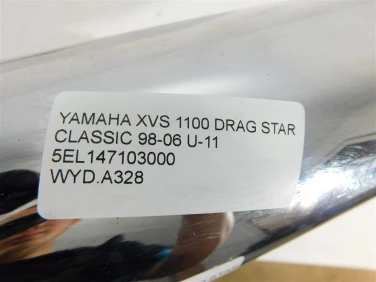 YAMAHA XVS 1100 DRAG STAR
CLASSIC 98-06 U-11
5EL147103000
WYD.A328